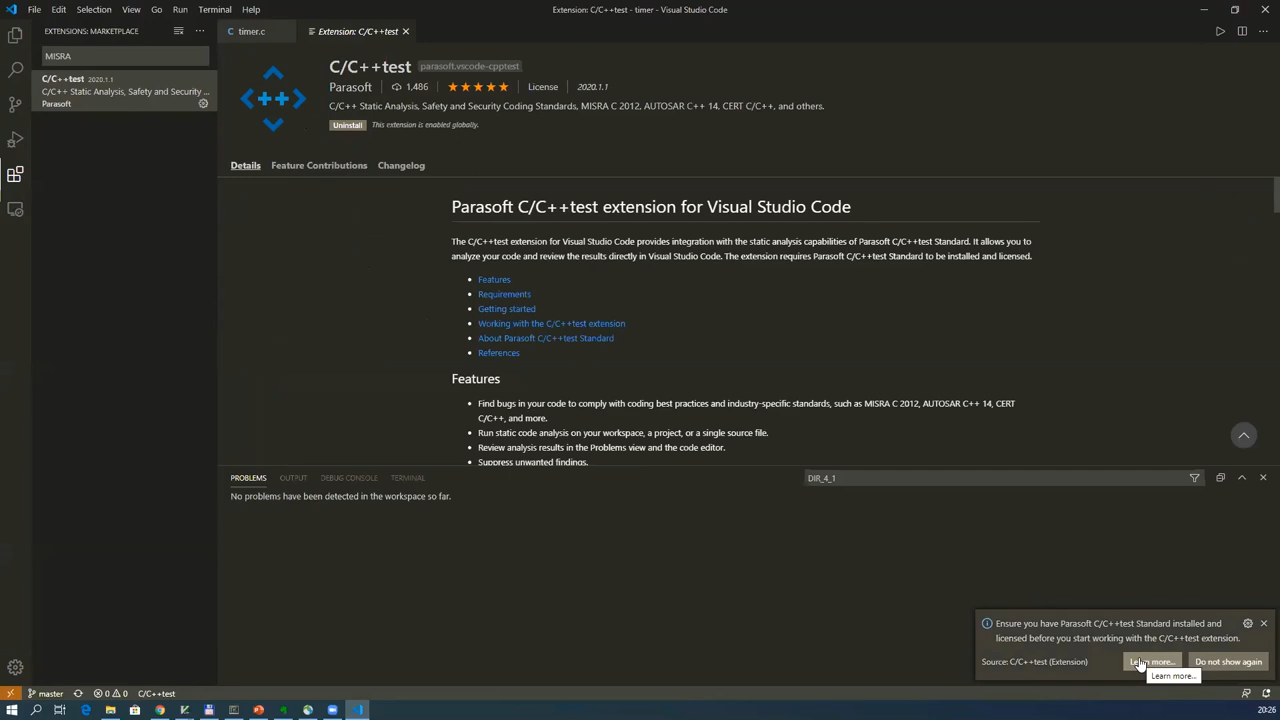 File Edit Selection View Go Run Terminal Help
Extension: C/C++test - timer - Visual Studio Code
EXTENSIONS: MARKETPLACE
MISRA
C/C++test 2020.1.1
C/C++ Static Analysis, Safety and Security ...
Parasoft
C timer.c
Extension: C/C++test
C/C++test parasoft.vscode-cpptest
Parasoft 1,486 License 2020.1.1
C/C++ Static Analysis, Safety and Security Coding Standards, MISRA C 2012, AUTOSAR C++ 14, CERT C/C++, and others.
Uninstall This extension is enabled globally.
Details Feature Contributions Changelog
Parasoft C/C++test extension for Visual Studio Code
The C/C++test extension for Visual Studio Code provides integration with the static analysis capabilities of Parasoft C/C++test Standard. It allows you to
analyze your code and review the results directly in Visual Studio Code. The extension requires Parasoft C/C++test Standard to be installed and licensed.
• Features
• Requirements
• Getting started
• Working with the C/C++test extension
• About Parasoft C/C++test Standard
• References
Features
• Find bugs in your code to comply with coding best practices and industry-specific standards, such as MISRA C 2012, AUTOSAR C++ 14, CERT
C/C++, and more.
• Run static code analysis on your workspace, a project, or a single source file.
• Review analysis results in the Problems view and the code editor.
• Suppress unwanted findings.
PROBLEMS OUTPUT DEBUG CONSOLE TERMINAL
DIR_4_1
No problems have been detected in the workspace so far.
Ensure you have Parasoft C/C++test Standard installed and
licensed before you start working with the C/C++test extension.
Source: C/C++test (Extension)
Learn more...
Do not show again
Learn more...
master 0 0 C/C++test
20:26